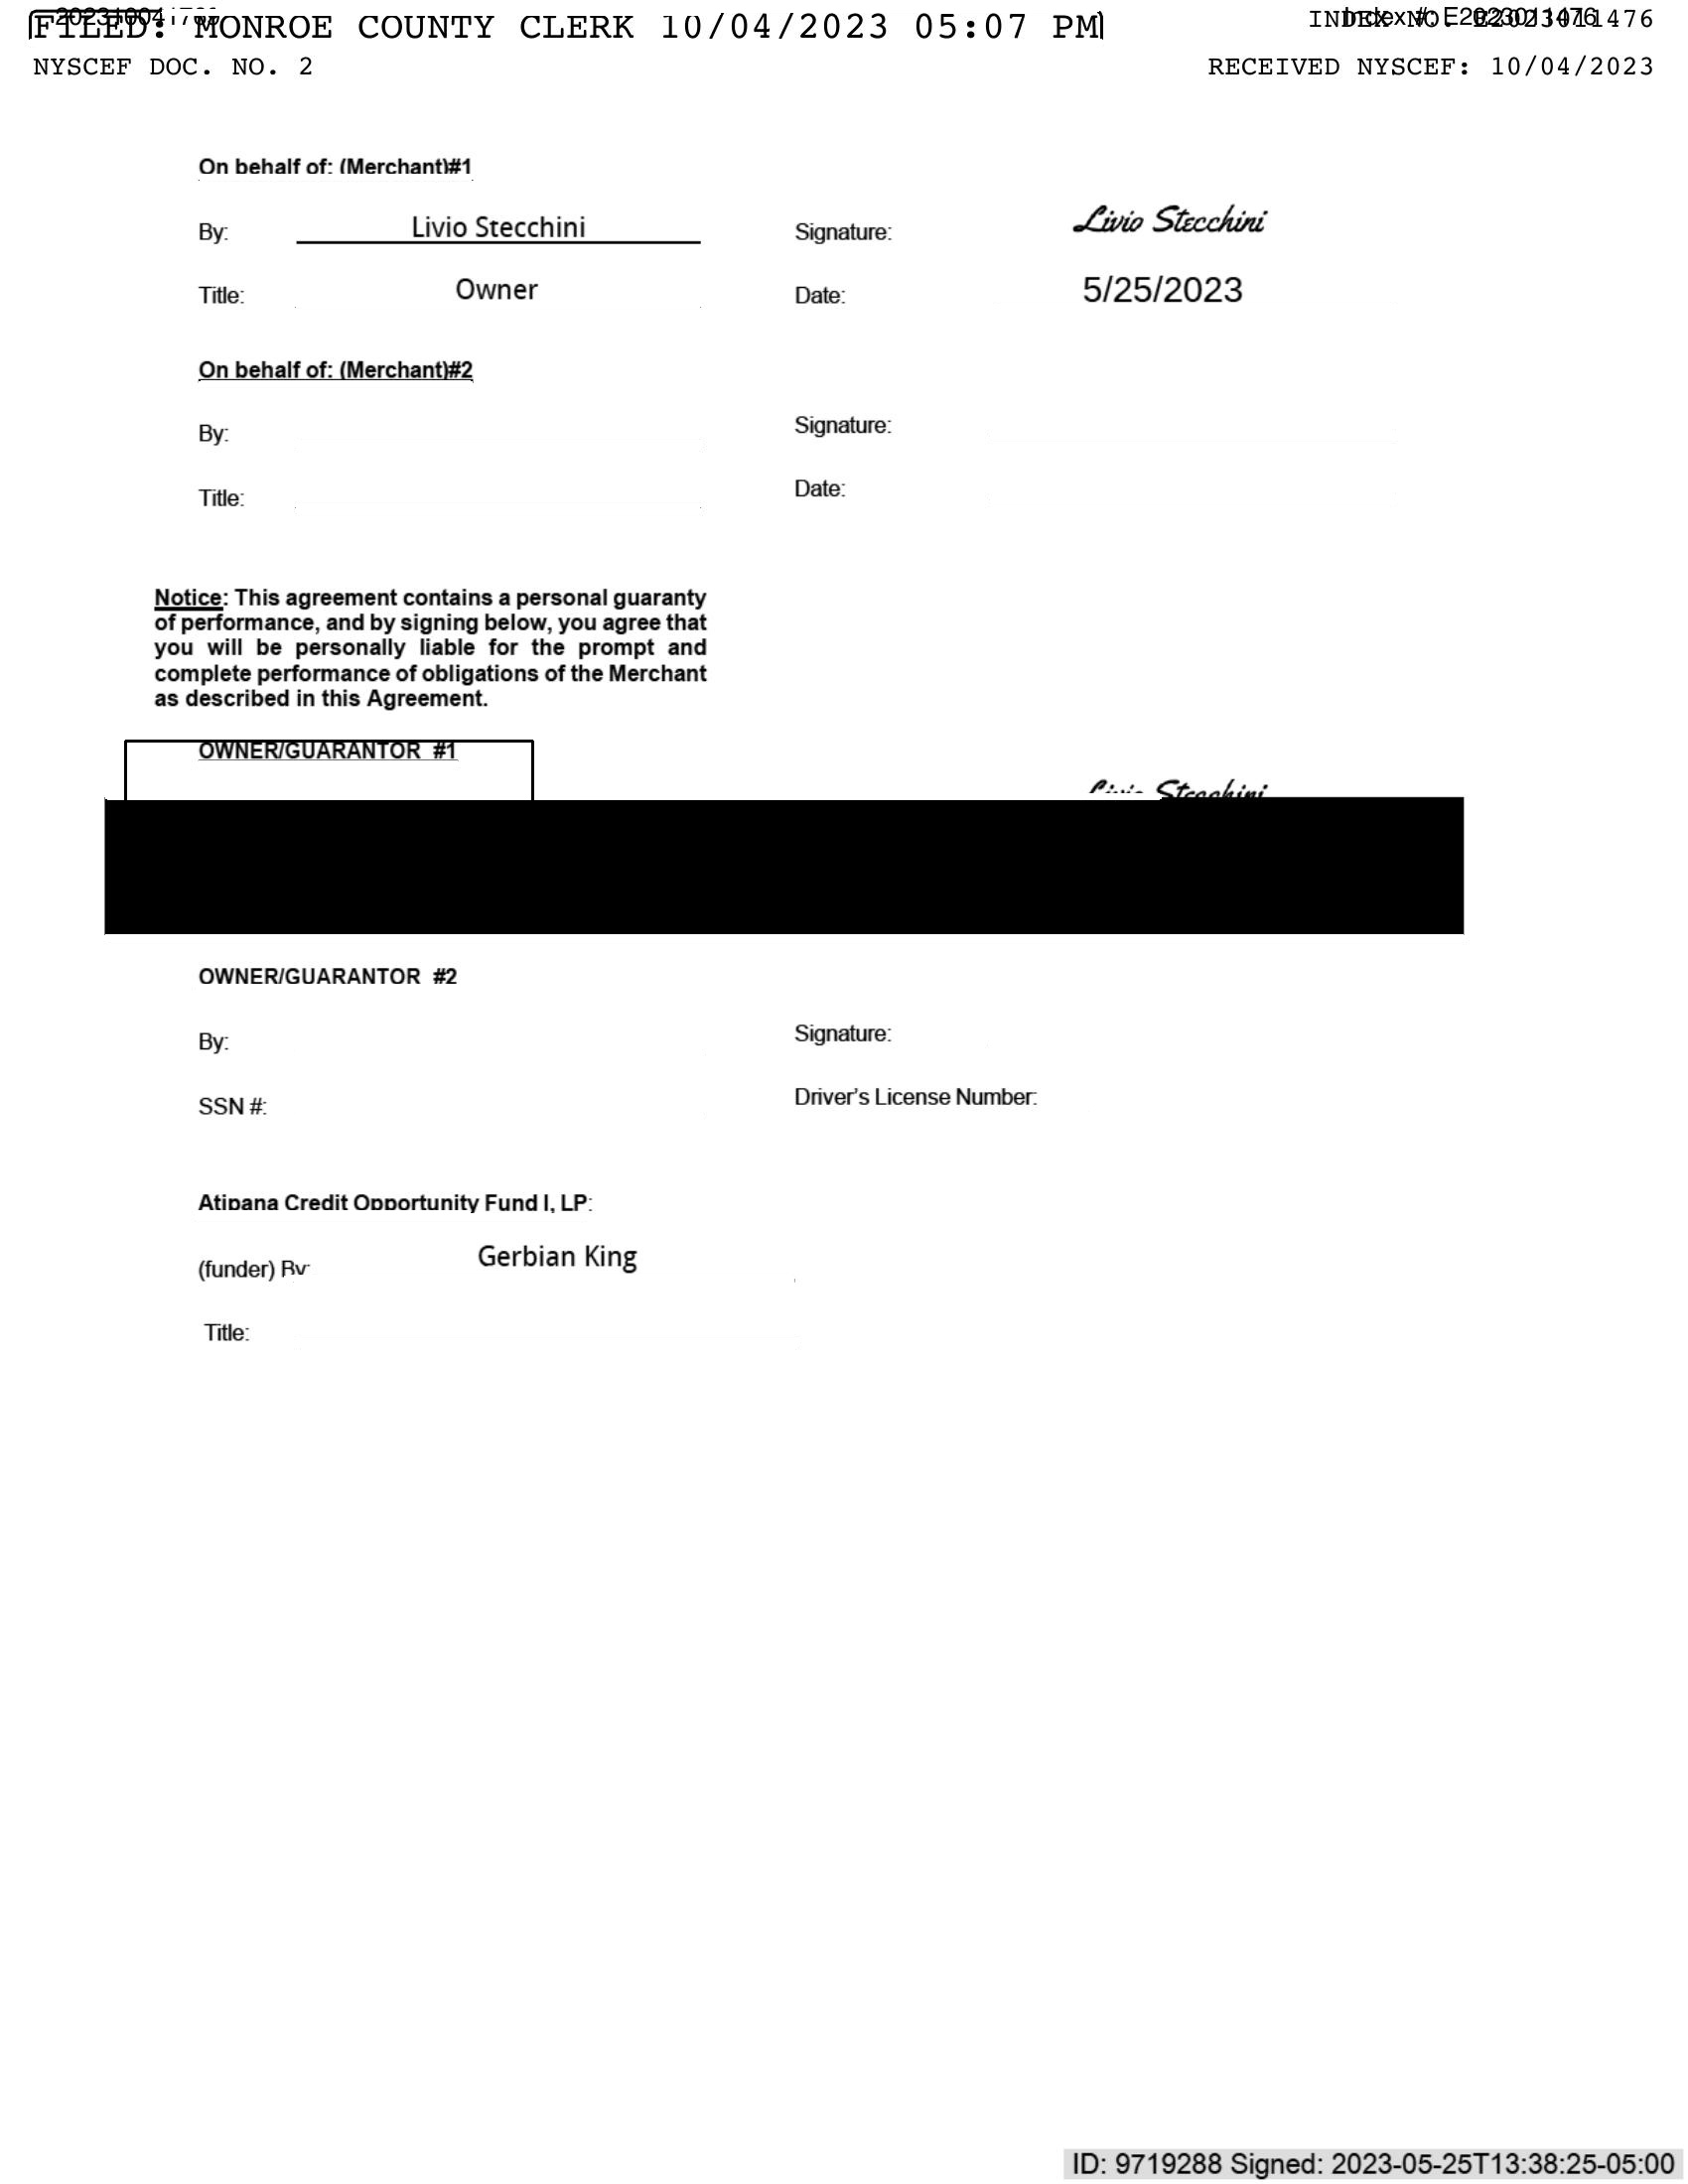 FILED: MONROE COUNTY CLERK 10/04/2023 05:07 PM
INDEX NO. E2023011476
Index #: E2023011476
NYSCEF DOC. NO. 2
RECEIVED NYSCEF: 10/04/2023
On behalf of: (Merchant)#1
By: Livio Stecchini Signature: Livio Stecchini
Title: Owner Date: 5/25/2023
On behalf of: (Merchant)#2
By: Signature:
Title: Date:
Notice: This agreement contains a personal guaranty
of performance, and by signing below, you agree that
you will be personally liable for the prompt and
complete performance of obligations of the Merchant
as described in this Agreement.
OWNER/GUARANTOR #1
Livio Stecchini
OWNER/GUARANTOR #2
By: Signature:
SSN #: Driver's License Number:
Atipana Credit Opportunity Fund I, LP:
(funder) By: Gerbian King
Title:
ID: 9719288 Signed: 2023-05-25T13:38:25-05:00